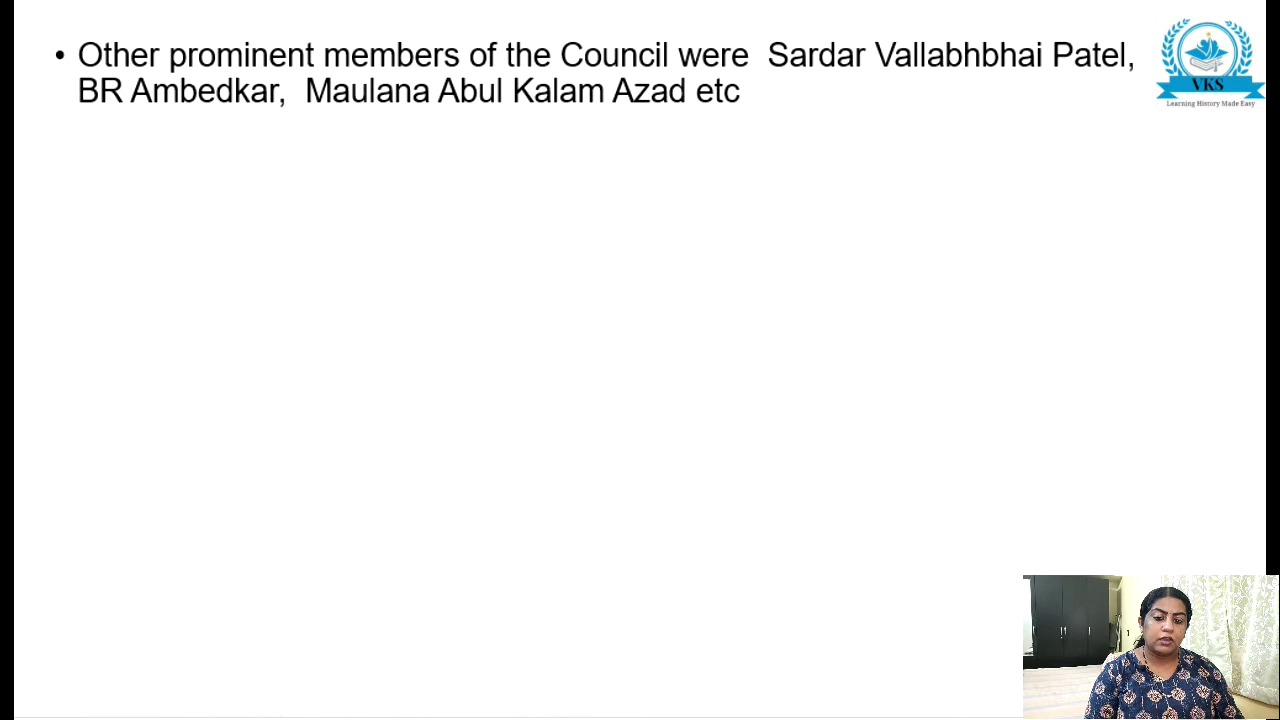 • Other prominent members of the Council were  Sardar Vallabhbhai Patel,
BR Ambedkar,  Maulana Abul Kalam Azad etc
VKS
Learning History Made Easy